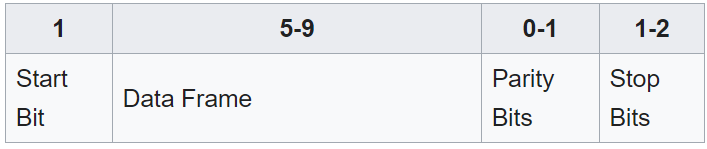 1 5-9 0-1 1-2
Start Bit Data Frame Parity Bits Stop Bits